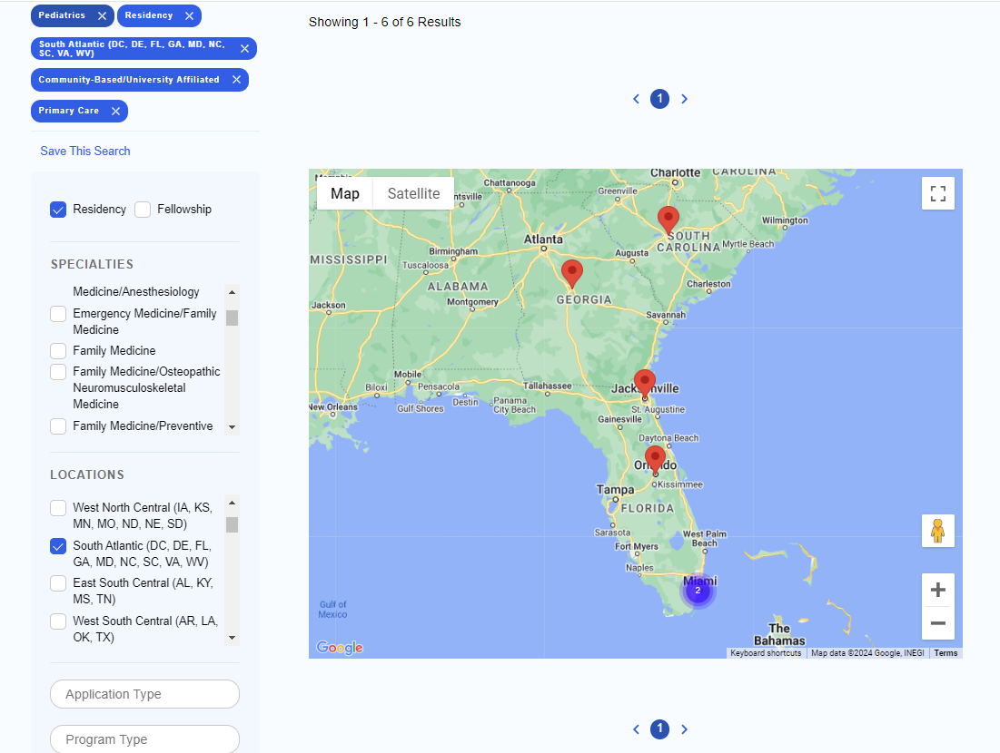 Pediatrics
Residency
South Atlantic (DC, DE, FL, GA, MD, NC,
SC, VA, WV)
Community-Based/University Affiliated
Primary Care
Save This Search
Residency
Fellowship
SPECIALTIES
Medicine/Anesthesiology
Emergency Medicine/Family
Medicine
Family Medicine
Family Medicine/Osteopathic
Neuromusculoskeletal
Medicine
Family Medicine/Preventive
LOCATIONS
West North Central (IA, KS,
MN, MO, ND, NE, SD)
South Atlantic (DC, DE, FL,
GA, MD, NC, SC, VA, WV)
East South Central (AL, KY,
MS, TN)
West South Central (AR, LA,
OK, TX)
Application Type
Program Type
Showing 1 - 6 of 6 Results
1
Map
Satellite
Chattanooga
Charlotte
CAROLINA
Greenville
Wilmington
Atlanta
SOUTH
CAROLINA
Myrtle Beach
Birmingham
Augusta
MISSISSIPPI
Tuscaloosa
ALABAMA
Charleston
Montgomery
GEORGIA
Jackson
Savannah
Mobile
Biloxi
Pensacola
Tallahassee
Gulf Shores
Destin
Panama
City Beach
New Orleans
St. Augustine
Gainesville
Daytona Beach
Kissimmee
Tampa
FLORIDA
Sarasota
West Palm
Beach
Fort Myers
Naples
Miami
2
Gulf of
Mexico
The
Bahamas
Google
Keyboard shortcuts
Map data ©2024 Google, INEGI
Terms
1